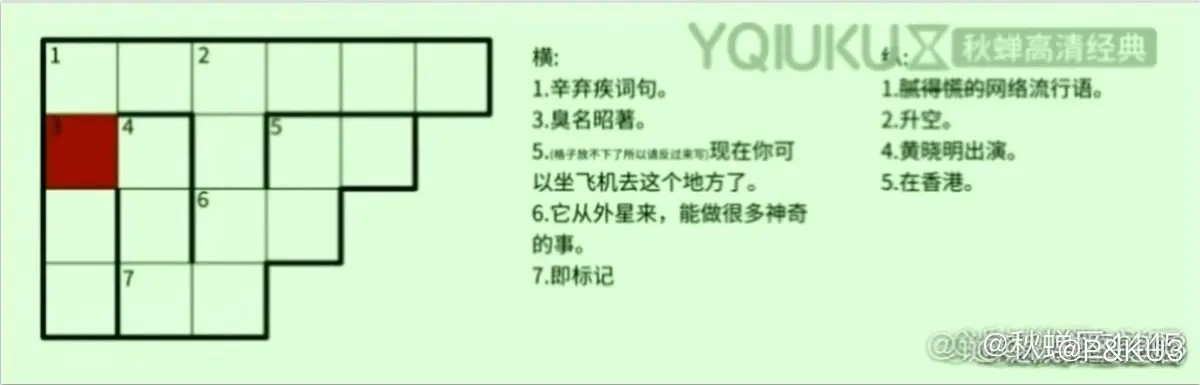 YQIUKU
秋蝉高清经典
1
2
3
4
5
6
7
横:
1.辛弃疾词句。
3.臭名昭著。
5.(格子放不下了所以请反过来写)现在你可
以坐飞机去这个地方了。
6.它从外星来，能做很多神奇
的事。
7.即标记
纵:
1.腻得慌的网络流行语。
2.升空。
4.黄晓明出演。
5.在香港。
@P&KU3